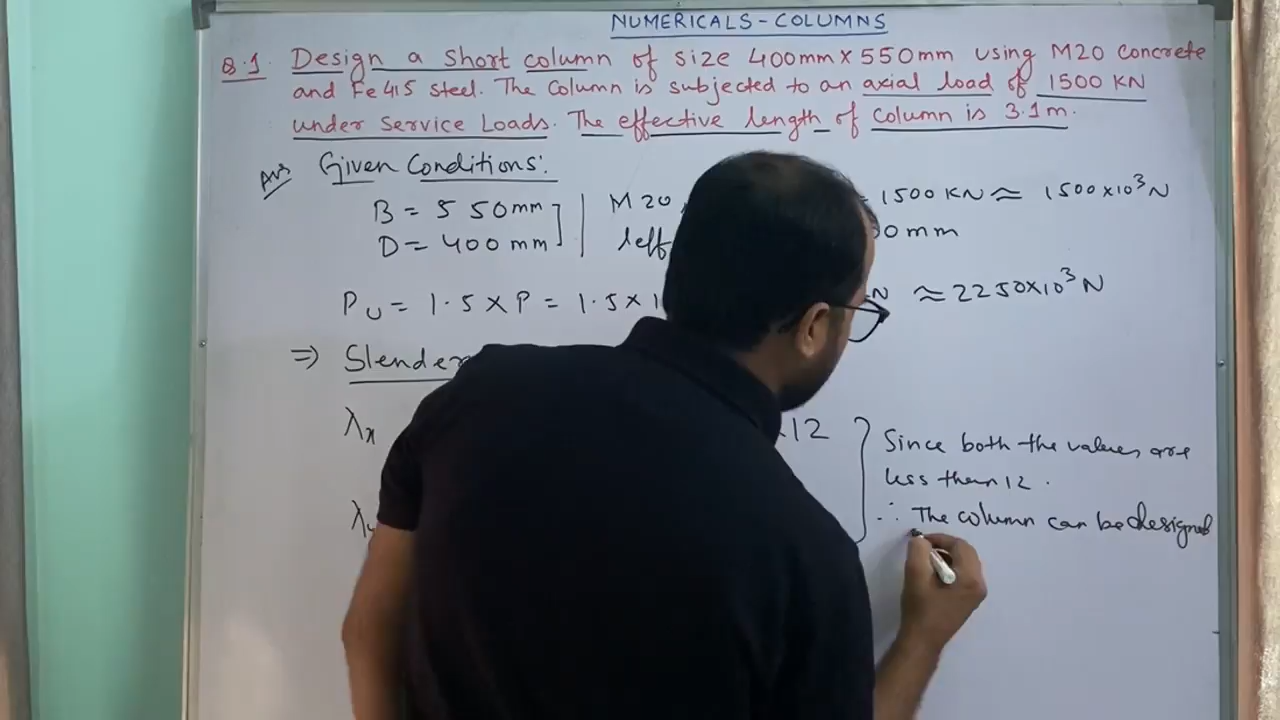 NUMERICALS - COLUMNS
Q.1. Design a Short column of size 400mm x 550mm using M20 Concrete
and Fe415 Steel. The Column is subjected to an axial load of 1500 KN
under Service Loads. The effective length of column is 3.1m.
Ans Given Conditions:
B = 550mm M20 1500 KN ≈ 1500x10³N
D = 400mm leff 0mm
Pu = 1.5 x P = 1.5 x 1 N ≈ 2250x10³N
⇒ Slender
λx 12 Since both the values are
less then 12.
λy ∴ The column can be designed